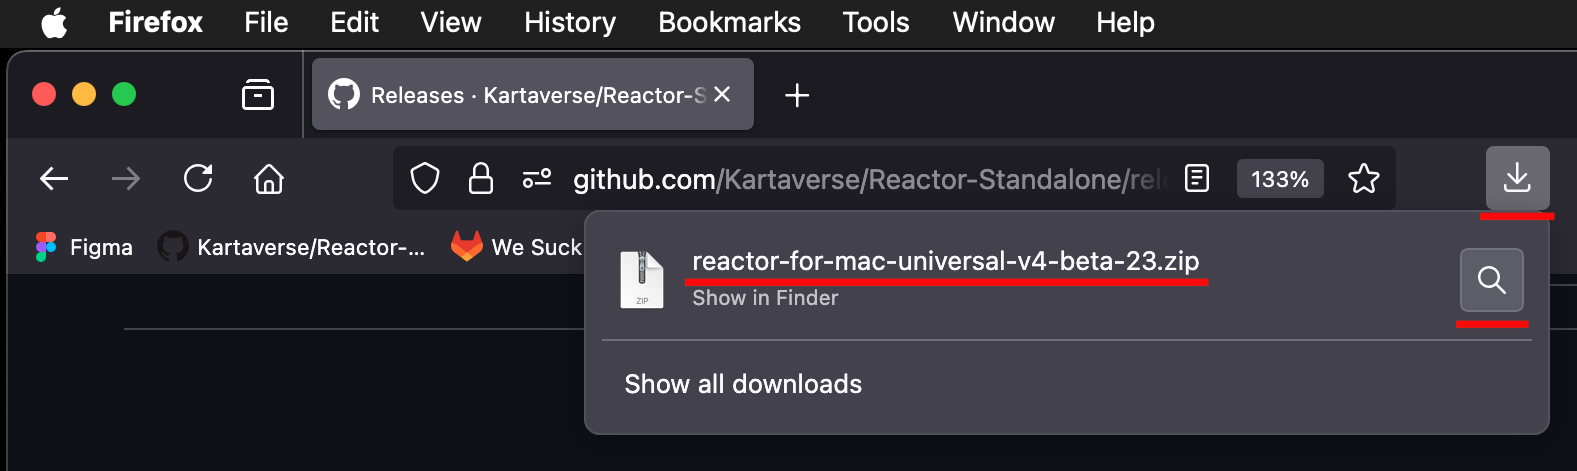 Firefox File Edit View History Bookmarks Tools Window Help
Releases · Kartaverse/Reactor-S
github.com/Kartaverse/Reactor-Standalone/rel 133%
Figma Kartaverse/Reactor-... We Suck
reactor-for-mac-universal-v4-beta-23.zip
ZIP
Show in Finder
Show all downloads